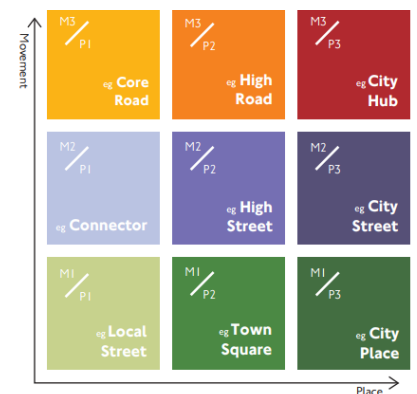 Movement
M3
P1
eg Core
Road
M3
P2
eg High
Road
M3
P3
eg City
Hub
M2
P1
eg Connector
M2
P2
eg High
Street
M2
P3
eg City
Street
M1
P1
eg Local
Street
M1
P2
eg Town
Square
M1
P3
eg City
Place
Place